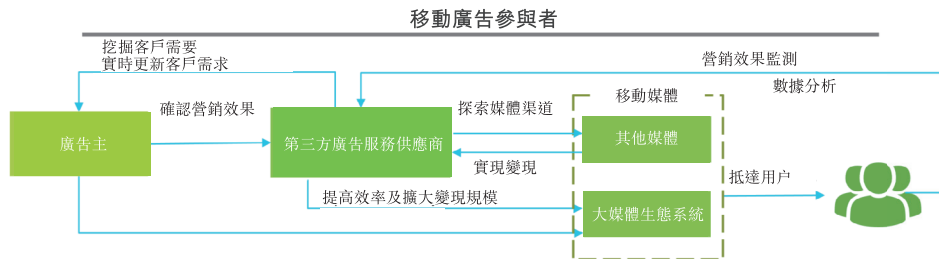 移動廣告參與者
挖掘客戶需要
實時更新客戶需求
營銷效果監測
數據分析
確認營銷效果
探索媒體渠道
移動媒體
廣告主
第三方廣告服務供應商
其他媒體
實現變現
抵達用户
提高效率及擴大變現規模
大媒體生態系統